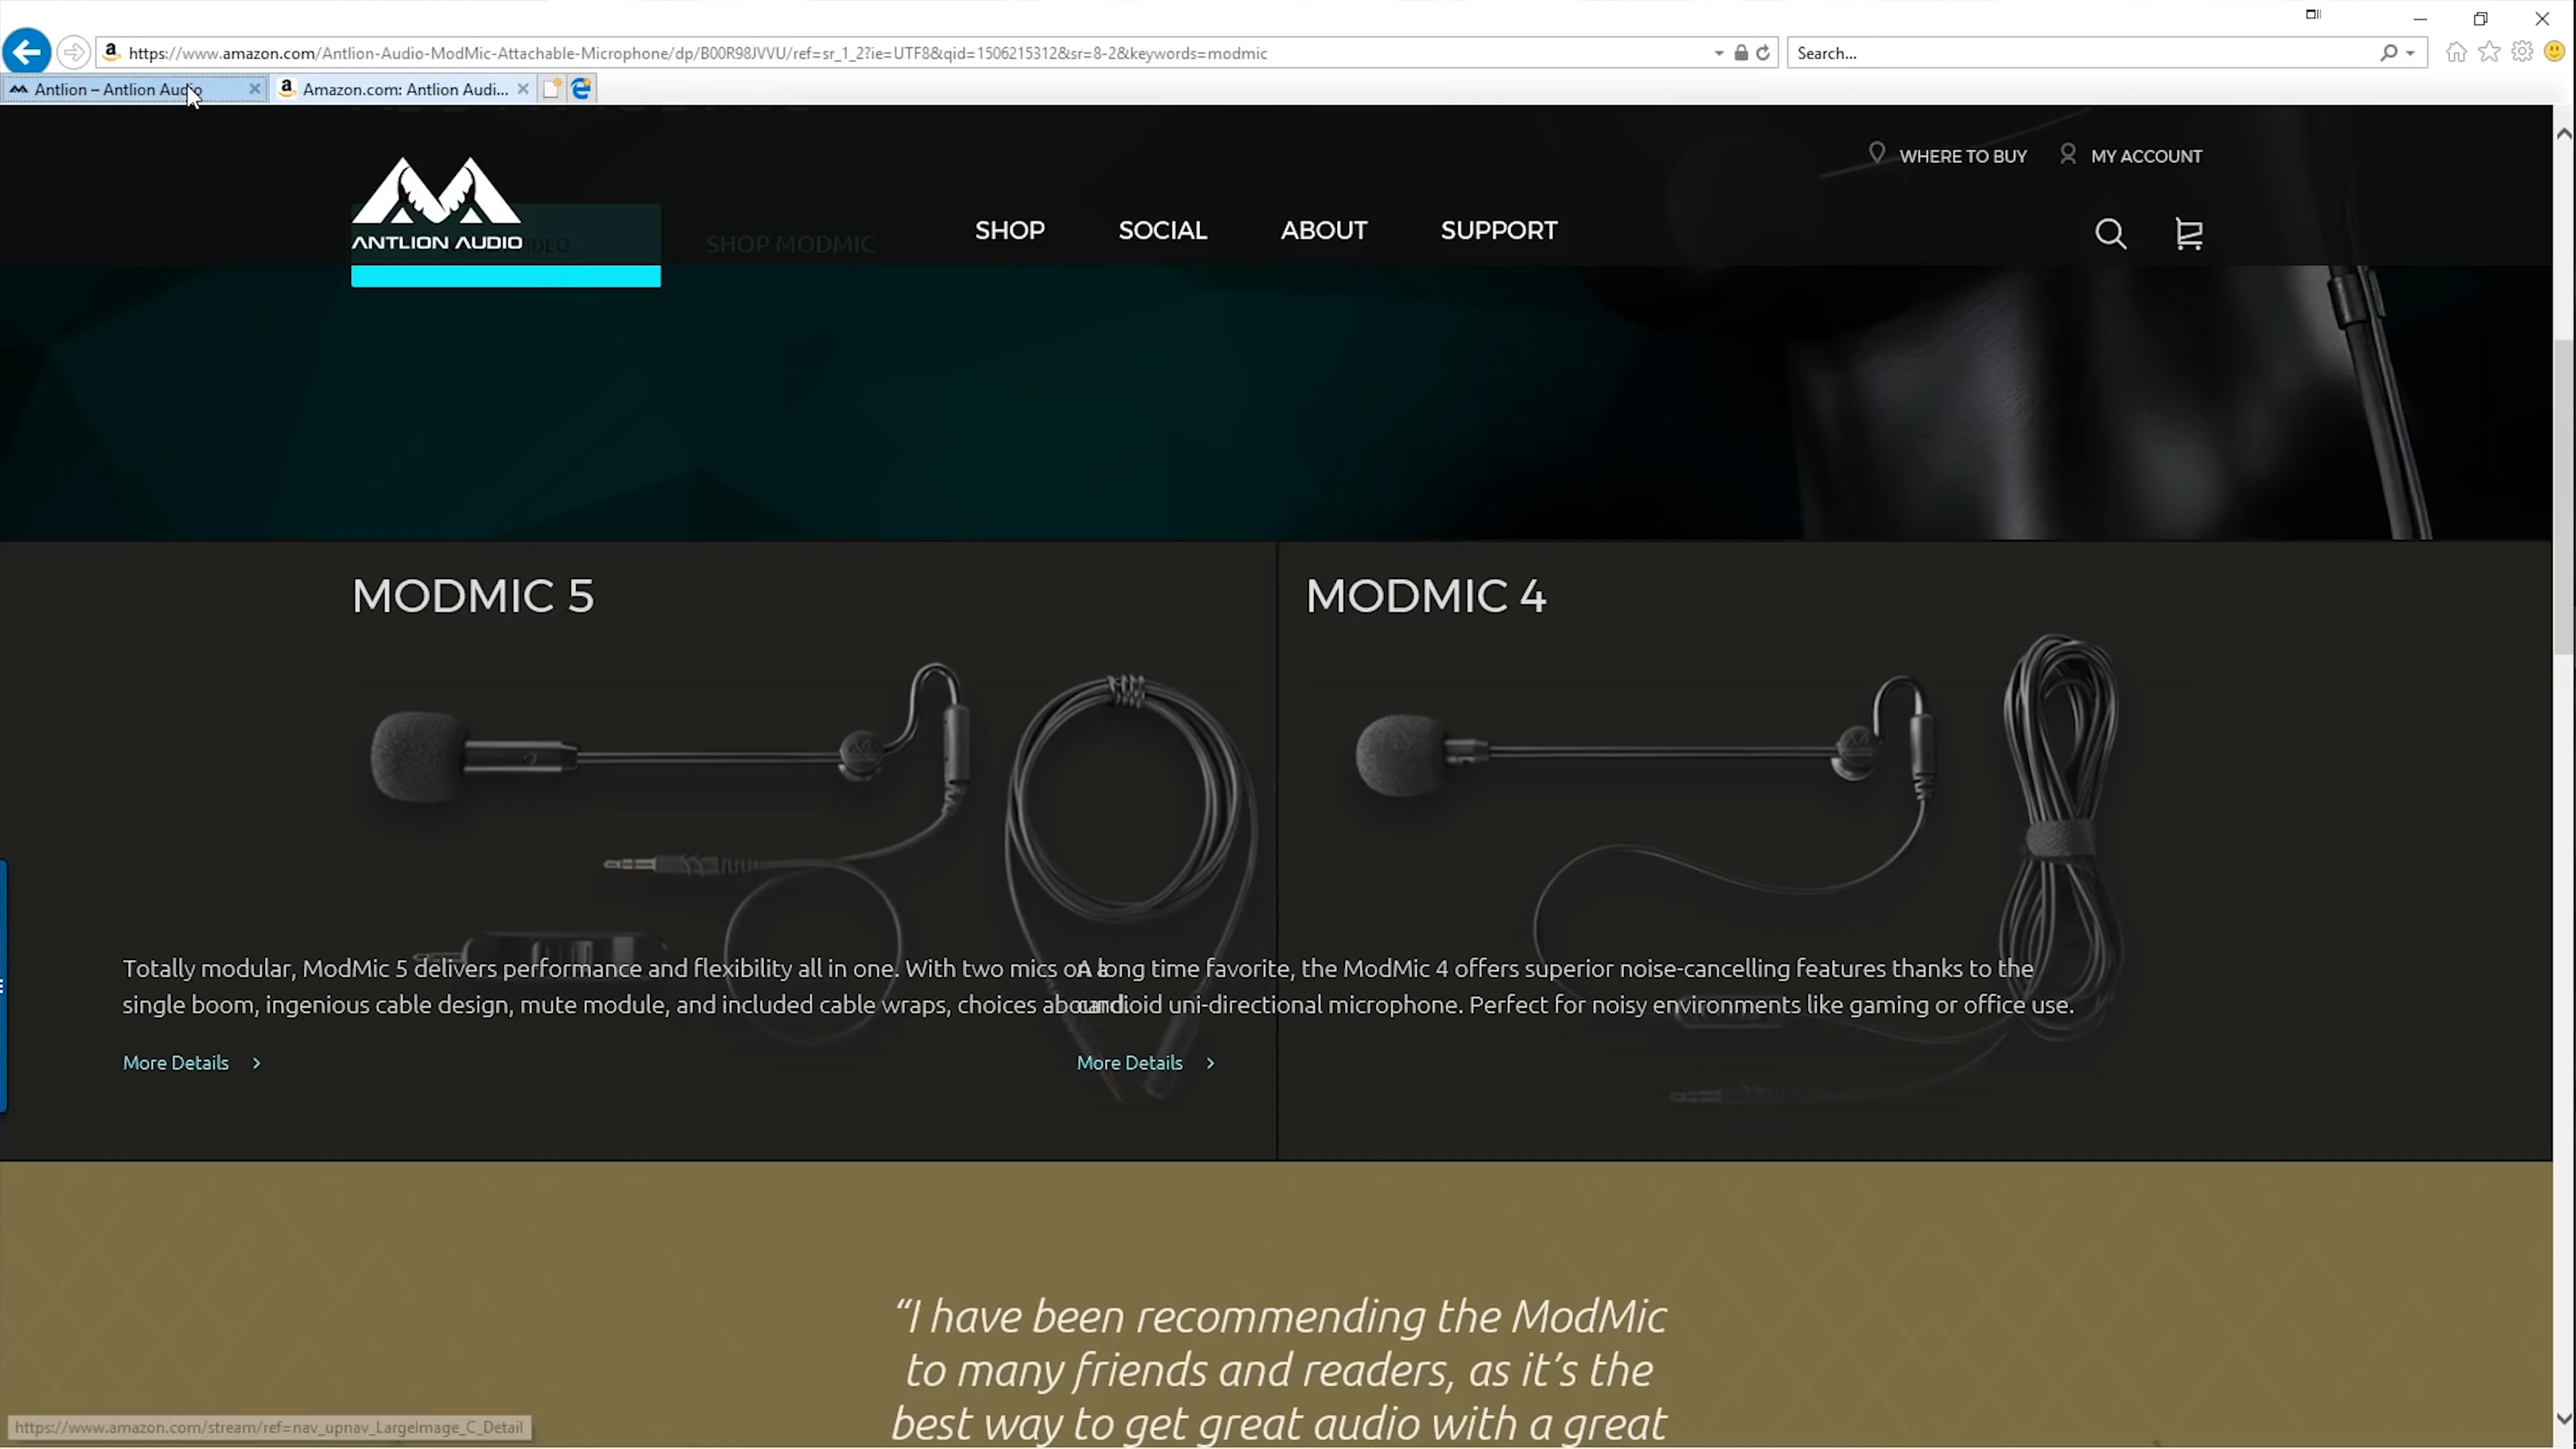 https://www.amazon.com/Antlion-Audio-ModMic-Attachable-Microphone/dp/B00R98JVVU/ref=sr_1_2?ie=UTF8&qid=1506215312&sr=8-2&keywords=modmic
Search...
Antlion – Antlion Audio
Amazon.com: Antlion Audi...
WHERE TO BUY
MY ACCOUNT
ANTLION AUDIO
SHOP MODMIC
SHOP
SOCIAL
ABOUT
SUPPORT
MODMIC 5
Totally modular, ModMic 5 delivers performance and flexibility all in one. With two mics on a
single boom, ingenious cable design, mute module, and included cable wraps, choices abound.
More Details
MODMIC 4
A long time favorite, the ModMic 4 offers superior noise-cancelling features thanks to the
cardioid uni-directional microphone. Perfect for noisy environments like gaming or office use.
More Details
“I have been recommending the ModMic
to many friends and readers, as it’s the
best way to get great audio with a great
https://www.amazon.com/stream/ref=nav_upnav_LargeImage_C_Detail